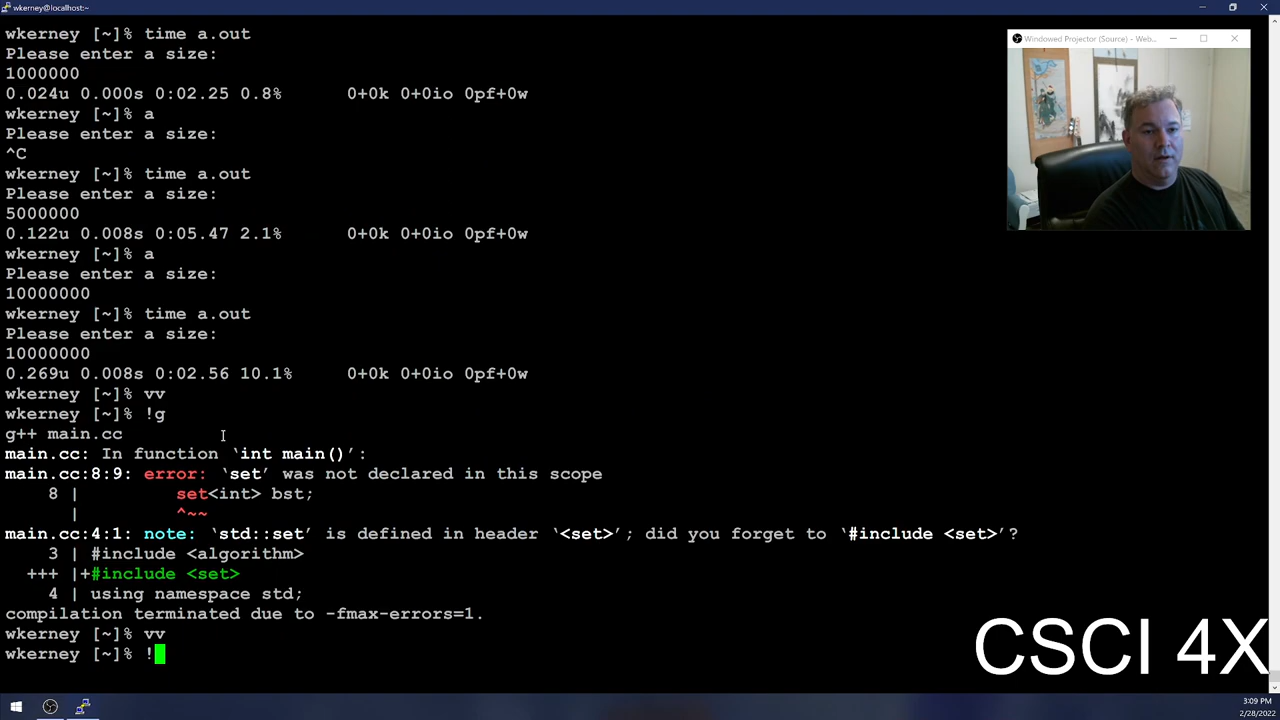 wkerney@localhost:~
wkerney [~]% time a.out
Please enter a size:
1000000
0.024u 0.000s 0:02.25 0.8%      0+0k 0+0io 0pf+0w
wkerney [~]% a
Please enter a size:
^C
wkerney [~]% time a.out
Please enter a size:
5000000
0.122u 0.008s 0:05.47 2.1%      0+0k 0+0io 0pf+0w
wkerney [~]% a
Please enter a size:
10000000
wkerney [~]% time a.out
Please enter a size:
10000000
0.269u 0.008s 0:02.56 10.1%      0+0k 0+0io 0pf+0w
wkerney [~]% vv
wkerney [~]% !g
g++ main.cc
main.cc: In function ‘int main()’:
main.cc:8:9: error: ‘set’ was not declared in this scope
    8 |         set<int> bst;
      |         ^~~
main.cc:4:1: note: ‘std::set’ is defined in header ‘<set>’; did you forget to ‘#include <set>’?
    3 | #include <algorithm>
  +++ |+#include <set>
    4 | using namespace std;
compilation terminated due to -fmax-errors=1.
wkerney [~]% vv
wkerney [~]% !
Windowed Projector (Source) - Web...
CSCI 4X
3:09 PM
2/28/2022